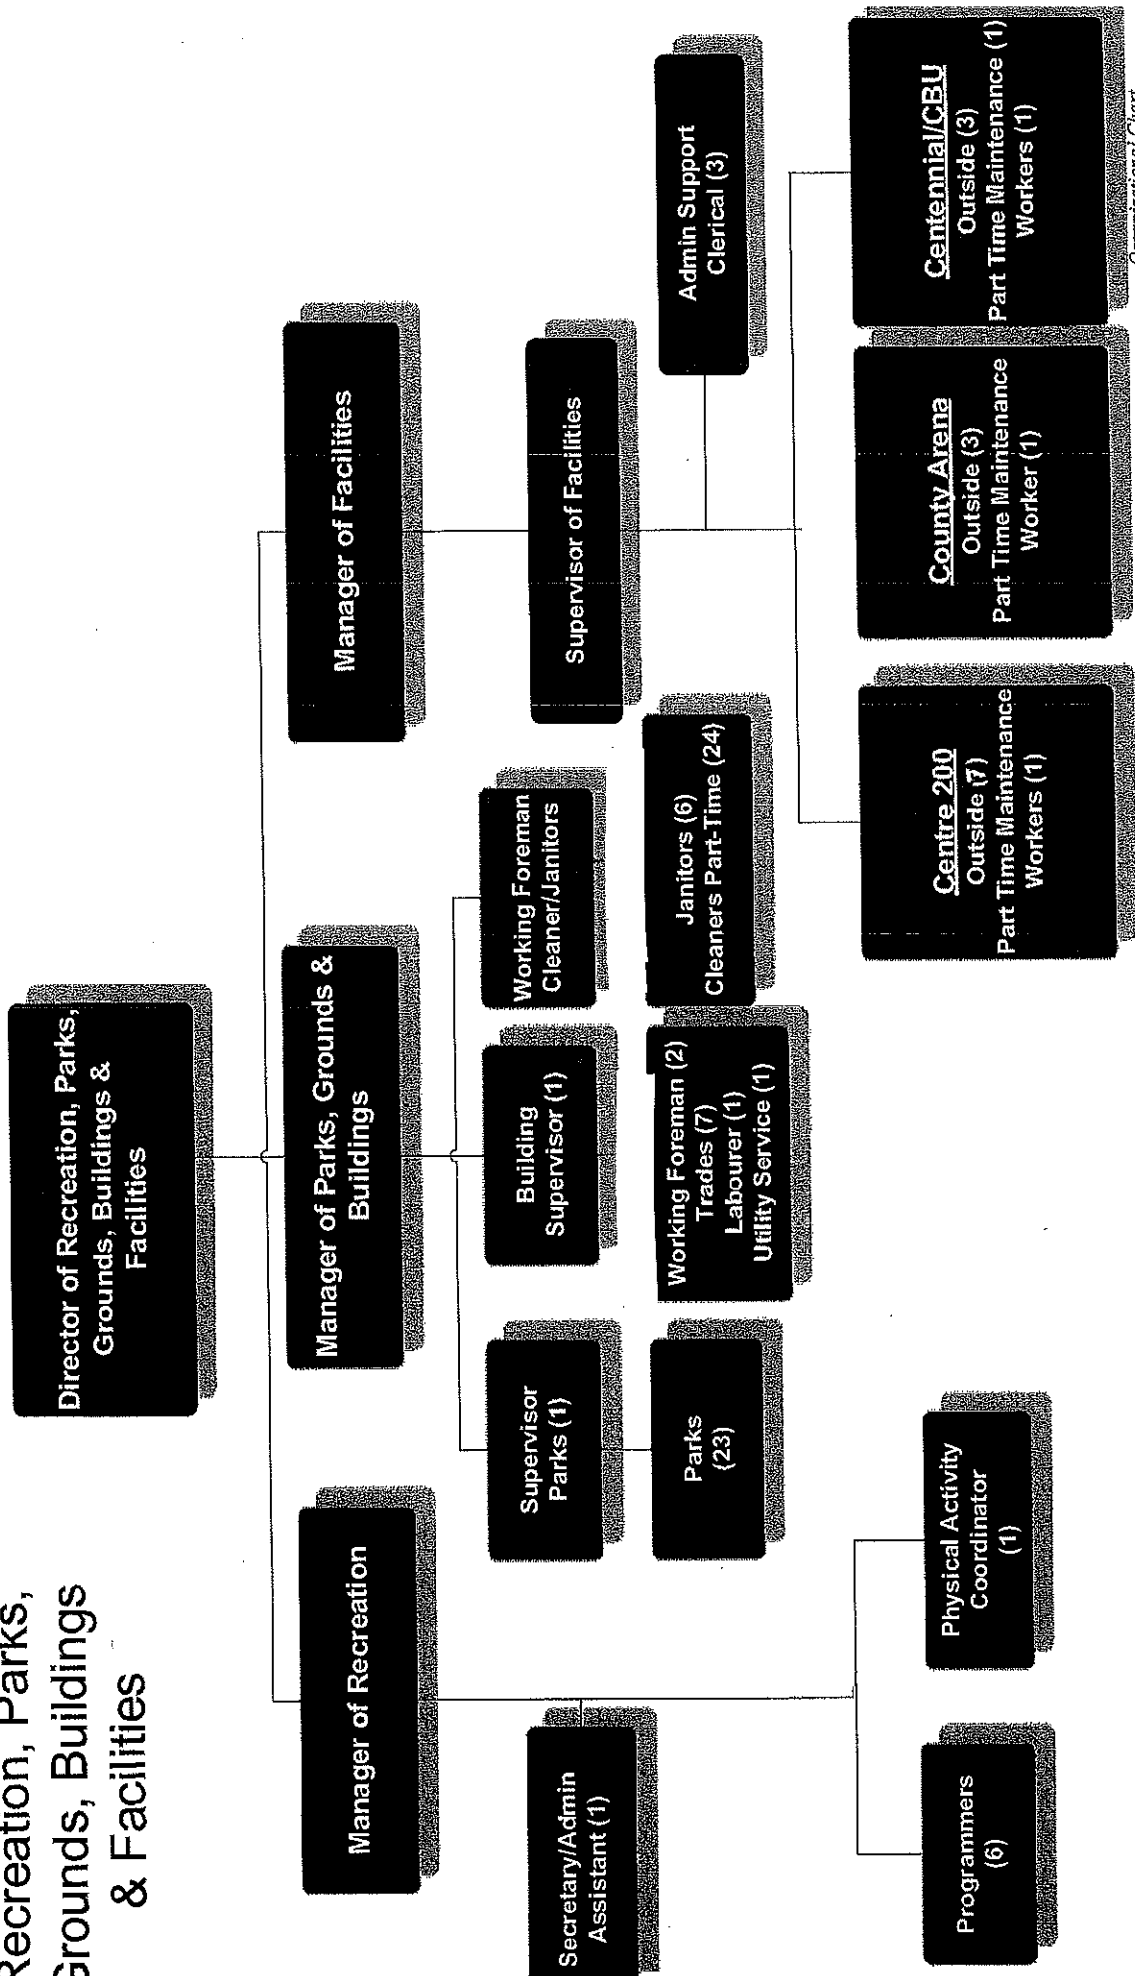 Recreation, Parks,
Grounds, Buildings
& Facilities
Director of Recreation, Parks,
Grounds, Buildings &
Facilities
Manager of Recreation
Manager of Parks, Grounds &
Buildings
Manager of Facilities
Secretary/Admin
Assistant (1)
Supervisor
Parks (1)
Building
Supervisor (1)
Working Foreman
Cleaner/Janitors
Supervisor of Facilities
Parks
(23)
Working Foreman (2)
Trades (7)
Labourer (1)
Utility Service (1)
Janitors (6)
Cleaners Part-Time (24)
Admin Support
Clerical (3)
Programmers
(6)
Physical Activity
Coordinator
(1)
Centre 200
Outside (7)
Part Time Maintenance
Workers (1)
County Arena
Outside (3)
Part Time Maintenance
Worker (1)
Centennial/CBU
Outside (3)
Part Time Maintenance (1)
Workers (1)
Organizational Chart